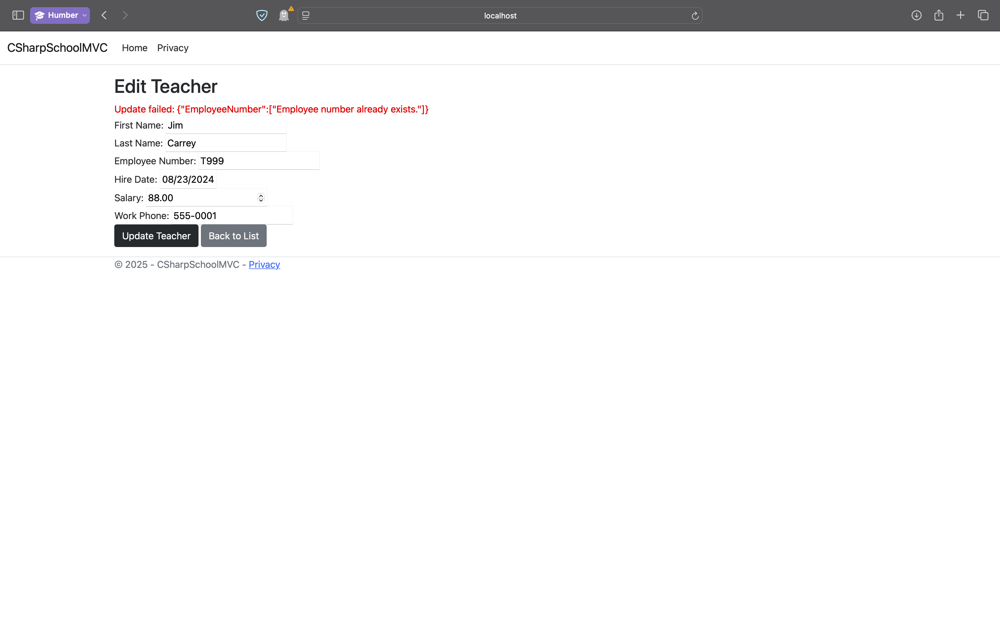 Humber
localhost
CSharpSchoolMVC Home Privacy
Edit Teacher
Update failed: {"EmployeeNumber":["Employee number already exists."]}
First Name: Jim
Last Name: Carrey
Employee Number: T999
Hire Date: 08/23/2024
Salary: 88.00
Work Phone: 555-0001
Update Teacher Back to List
© 2025 - CSharpSchoolMVC - Privacy